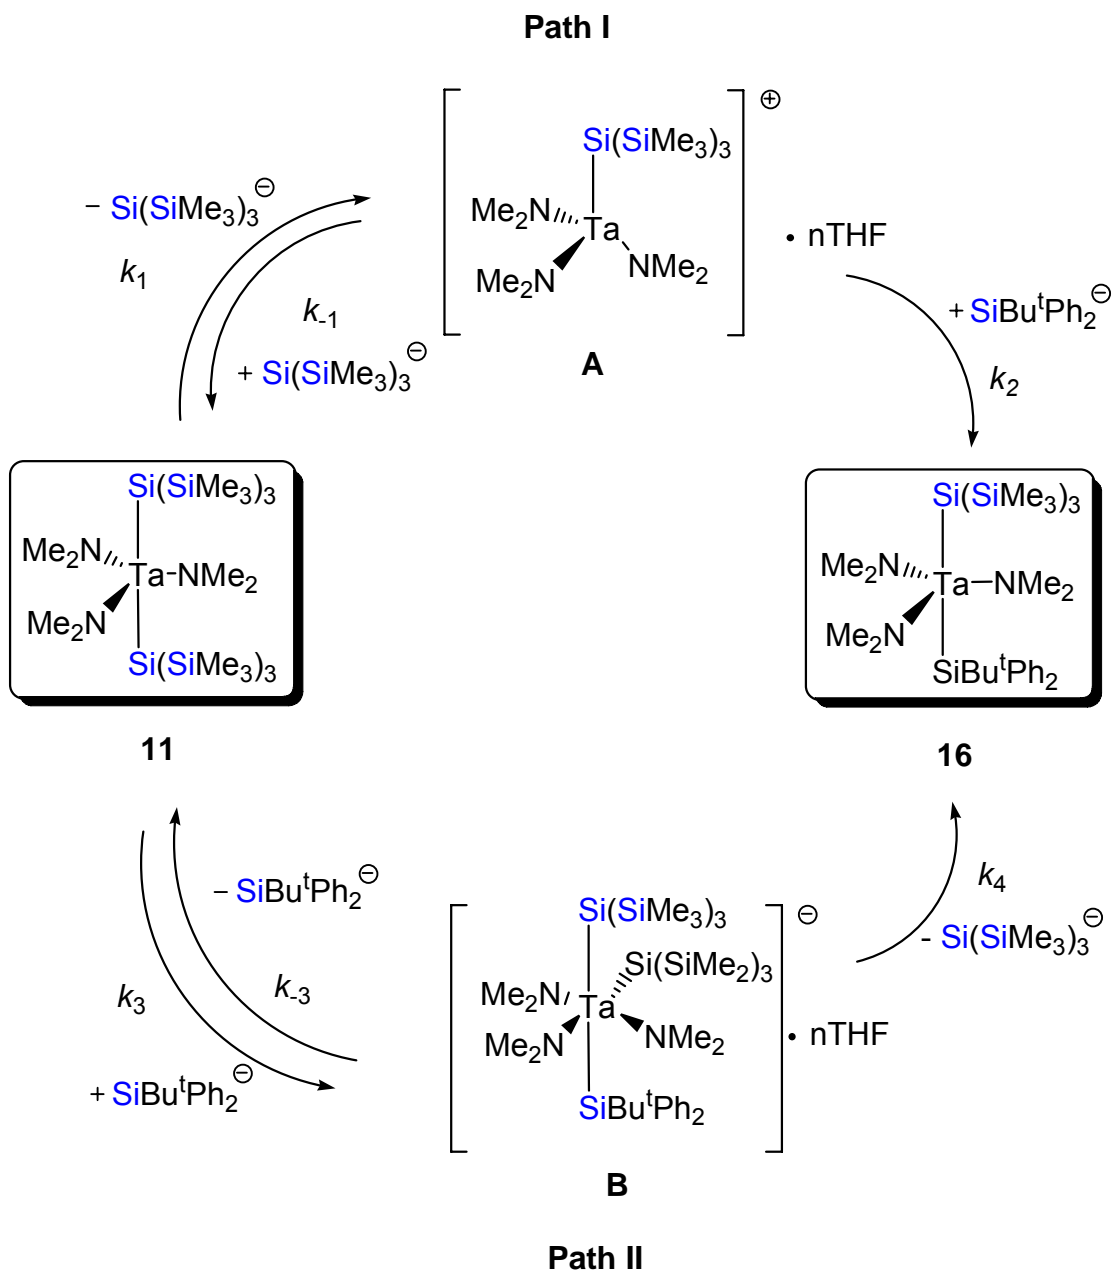 Path I
Si(SiMe₃)₃
⊕
− Si(SiMe₃)₃⊖
Me₂N
Ta
• nTHF
NMe₂
Me₂N
k₁
k₋₁
+ SiBuᵗPh₂⊖
+ Si(SiMe₃)₃⊖
A
k₂
Si(SiMe₃)₃
Me₂N
Ta-NMe₂
Me₂N
Si(SiMe₃)₃
11
Si(SiMe₃)₃
Me₂N
Ta—NMe₂
Me₂N
SiBuᵗPh₂
16
− SiBuᵗPh₂⊖
k₃
k₋₃
+ SiBuᵗPh₂⊖
Si(SiMe₃)₃
⊖
Si(SiMe₂)₃
Me₂N
Ta
Me₂N
NMe₂
• nTHF
SiBuᵗPh₂
B
k₄
- Si(SiMe₃)₃⊖
Path II